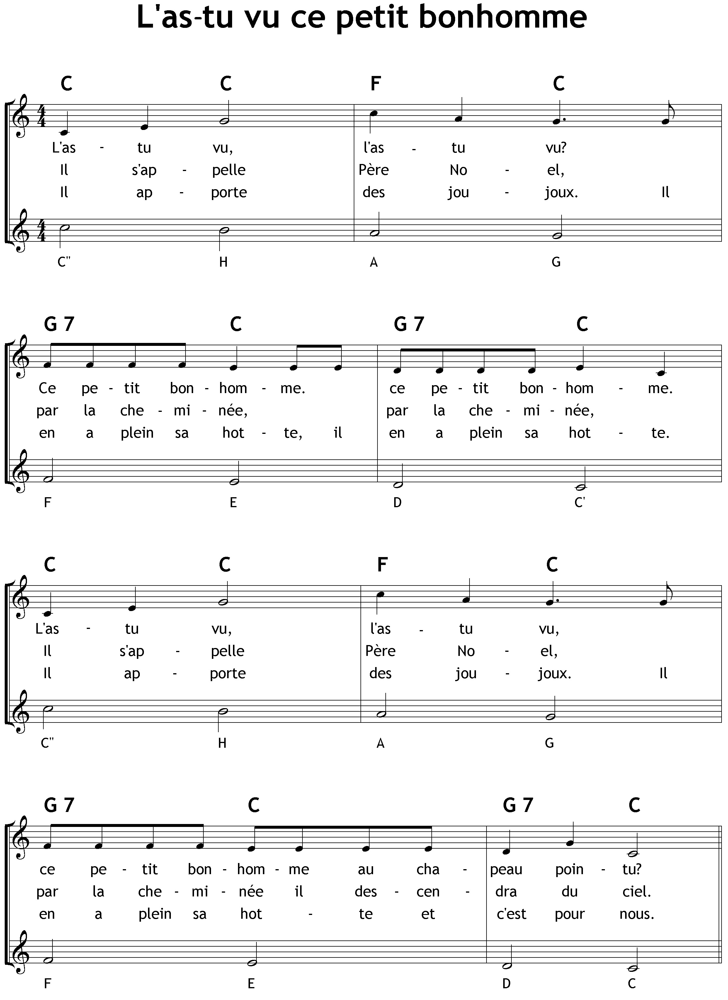 L'as-tu vu ce petit bonhomme
C C F C
4 4
L'as - tu vu, l'as - tu vu?
Il s'ap - pelle Père No - el,
Il ap - porte des jou - joux. Il
4 4
C" H A G
G 7 C G 7 C
Ce pe - tit bon - hom - me. ce pe - tit bon - hom - me.
par la che - mi - née, par la che - mi - née,
en a plein sa hot - te, il en a plein sa hot - te.
F E D C'
C C F C
L'as - tu vu, l'as - tu vu,
Il s'ap - pelle Père No - el,
Il ap - porte des jou - joux. Il
C" H A G
G 7 C G 7 C
ce pe - tit bon - hom - me au cha - peau poin - tu?
par la che - mi - née il des - cen - dra du ciel.
en a plein sa hot - te et c'est pour nous.
F E D C